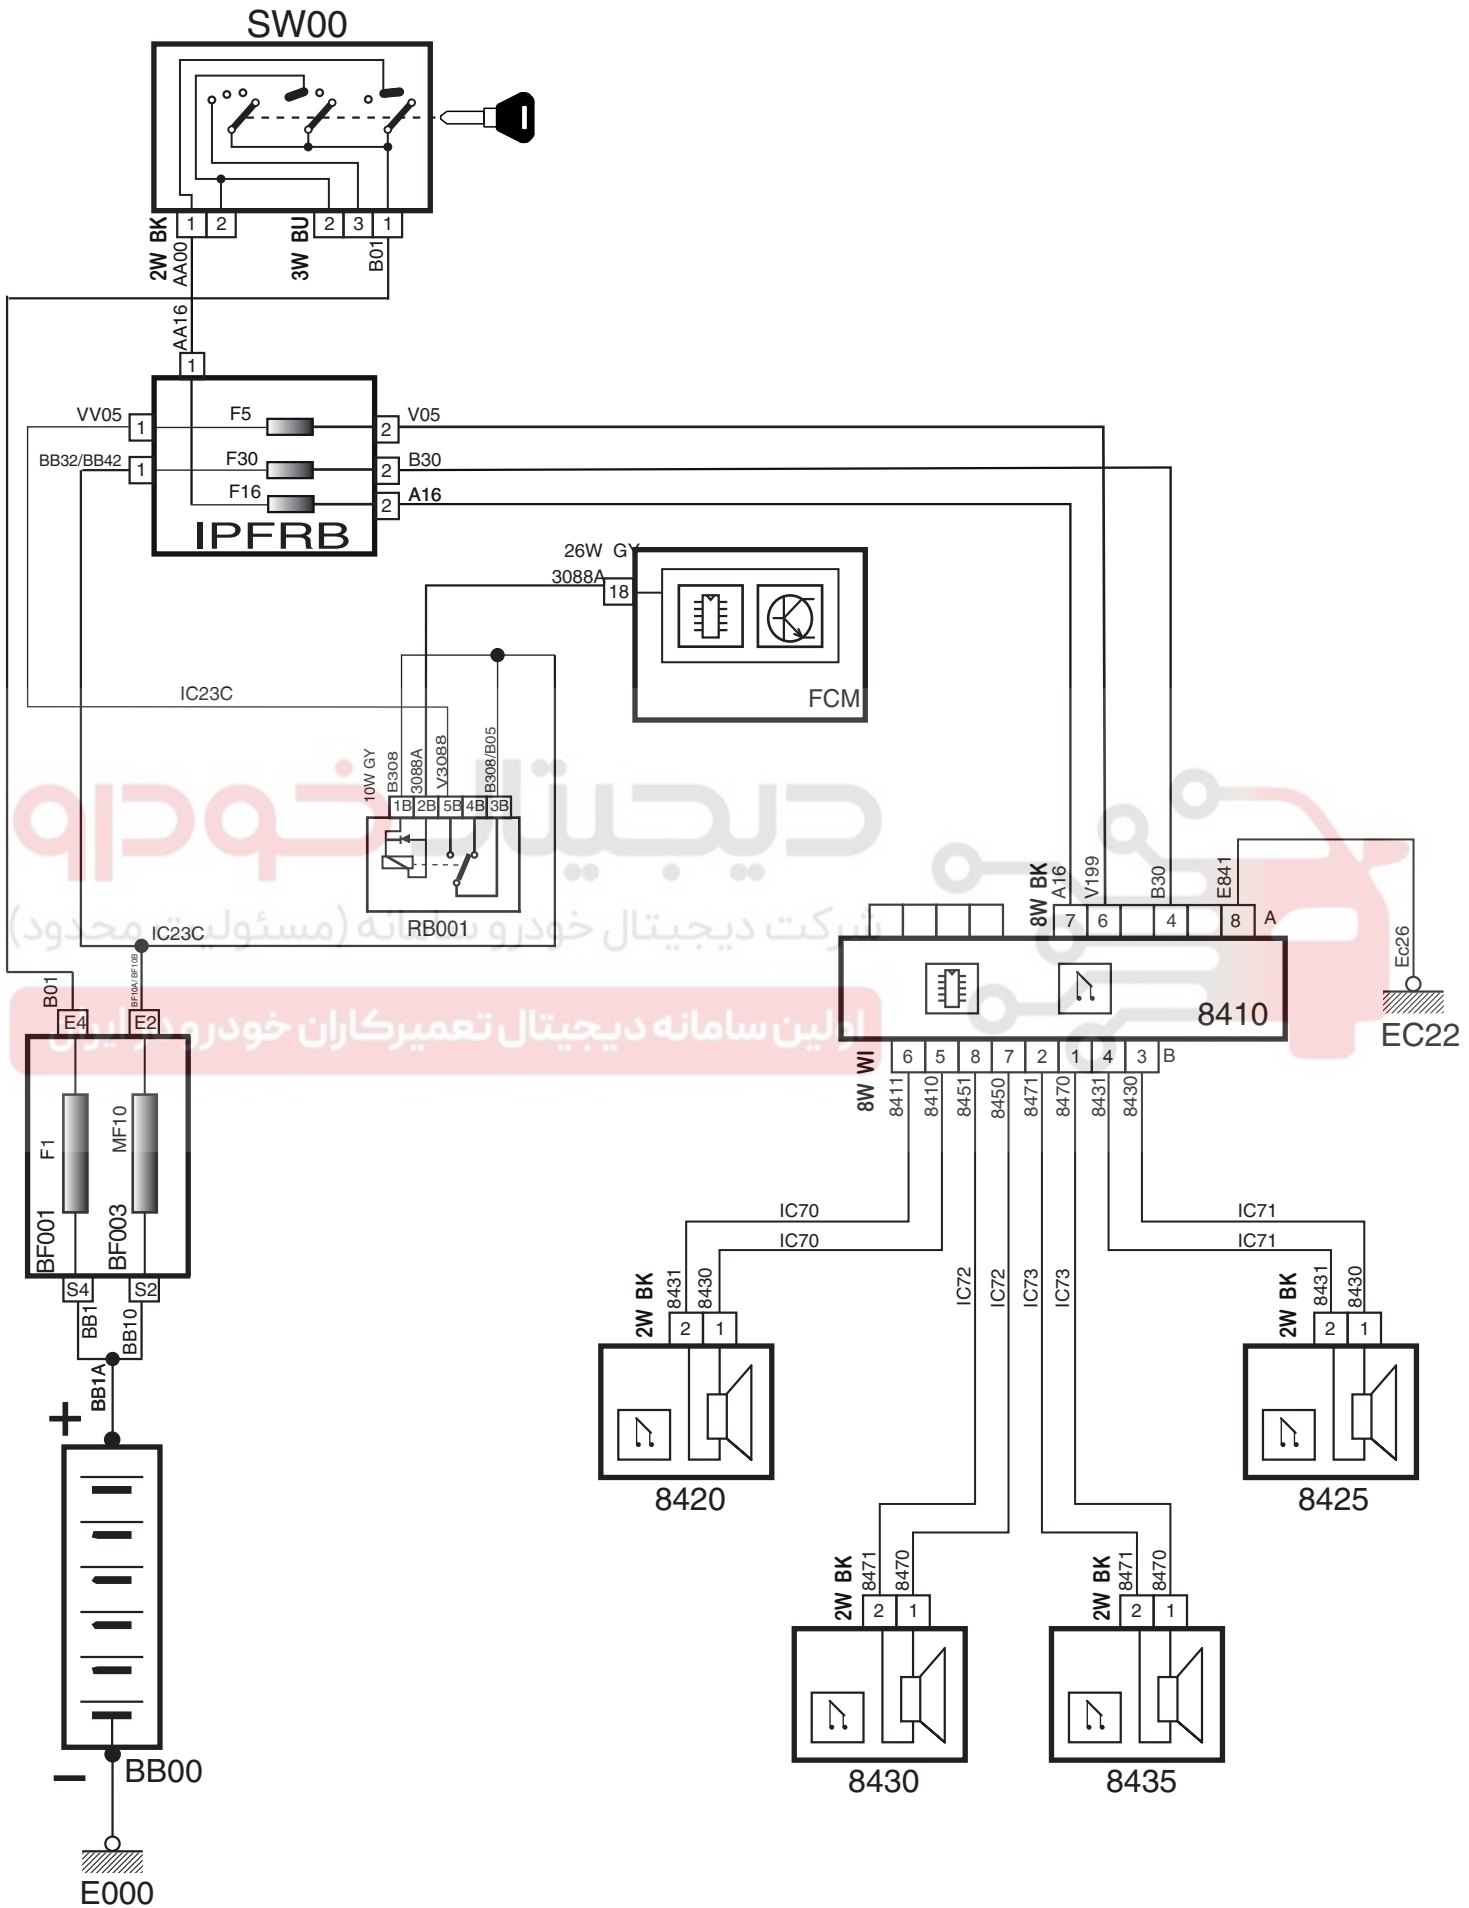 SW00
2W BK
1
2
2
3
1
3W BU
AA00
B01
AA16
1
VV05
1
F5
2
V05
BB32/BB42
1
F30
2
B30
F16
2
A16
IPFRB
26W GY
3088A
18
FCM
IC23C
10W GY
B308
3088A
V3088
B308/B05
1B
2B
5B
4B
3B
RB001
دیجیتال خودرو
شرکت دیجیتال خودرو سامانه (مسئولیت محدود)
اولین سامانه دیجیتال تعمیرکاران خودرو در ایران
IC23C
B01
BF10A/BF10B
E4
E2
F1
MF10
BF001
BF003
S4
S2
BB1
BB10
BB1A
+
–
BB00
E000
8W BK
A16
V199
B30
E841
7
6
4
8
A
Ec26
EC22
8410
8W WI
6
5
8
7
2
1
4
3
B
8411
8410
8451
8450
8471
8470
8431
8430
IC70
IC70
IC71
IC71
IC72
IC72
IC73
IC73
2W BK
8431
8430
2
1
8420
2W BK
8431
8430
2
1
8425
2W BK
8471
8470
2
1
8430
2W BK
8471
8470
2
1
8435